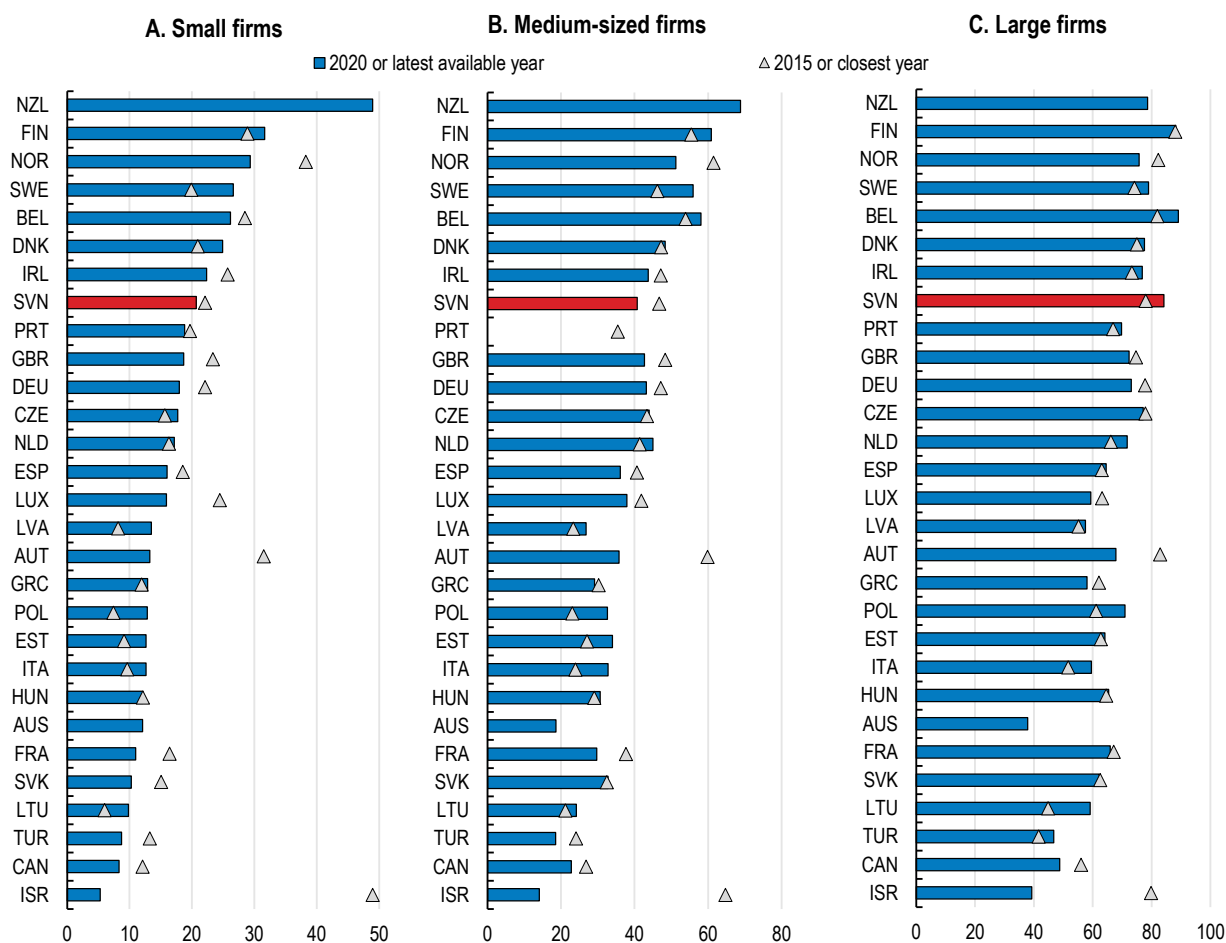 A. Small firms
B. Medium-sized firms
C. Large firms
2020 or latest available year
2015 or closest year
NZL
FIN
NOR
SWE
BEL
DNK
IRL
SVN
PRT
GBR
DEU
CZE
NLD
ESP
LUX
LVA
AUT
GRC
POL
EST
ITA
HUN
AUS
FRA
SVK
LTU
TUR
CAN
ISR
0 10 20 30 40 50
NZL
FIN
NOR
SWE
BEL
DNK
IRL
SVN
PRT
GBR
DEU
CZE
NLD
ESP
LUX
LVA
AUT
GRC
POL
EST
ITA
HUN
AUS
FRA
SVK
LTU
TUR
CAN
ISR
0 20 40 60 80
NZL
FIN
NOR
SWE
BEL
DNK
IRL
SVN
PRT
GBR
DEU
CZE
NLD
ESP
LUX
LVA
AUT
GRC
POL
EST
ITA
HUN
AUS
FRA
SVK
LTU
TUR
CAN
ISR
0 20 40 60 80 100